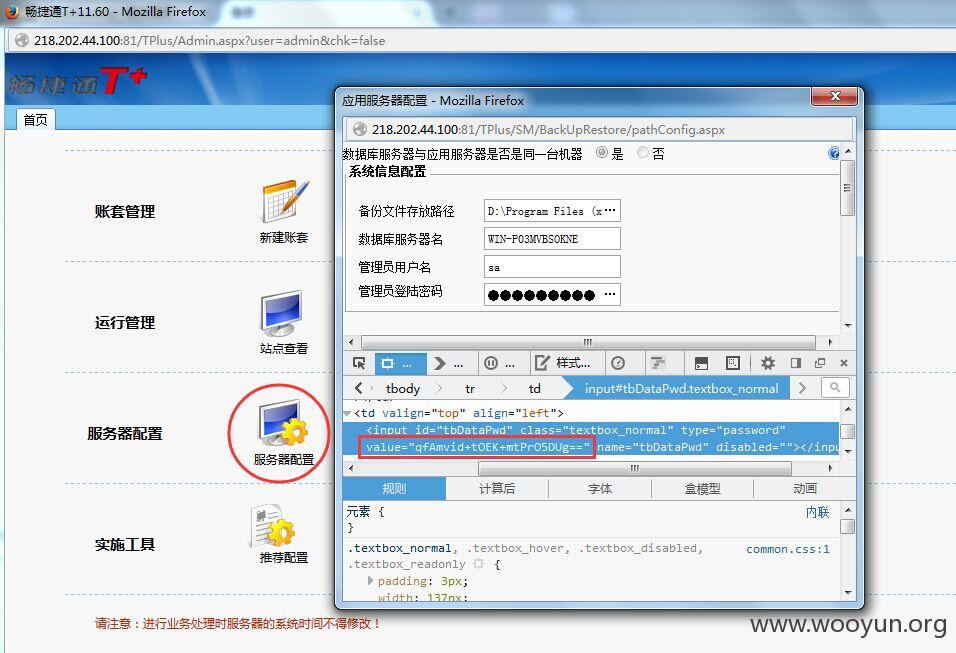 畅捷通T+11.60 - Mozilla Firefox
218.202.44.100:81/TPlus/Admin.aspx?user=admin&chk=false
畅捷通T+
首页
账套管理
新建账套
运行管理
站点查看
服务器配置
服务器配置
实施工具
推荐配置
请注意：进行业务处理时服务器的系统时间不得修改！
应用服务器配置 - Mozilla Firefox
218.202.44.100:81/TPlus/SM/BackUpRestore/pathConfig.aspx
数据库服务器与应用服务器是否是同一台机器 是 否
系统信息配置
备份文件存放路径 D:\Program Files (x...
数据库服务器名 WIN-P03MVBSOKNE
管理员用户名 sa
管理员登陆密码 ●●●●●●●●● ...
... ... ... 样式...
tbody tr td input#tbDataPwd.textbox_normal
<td valign="top" align="left">
<input id="tbDataPwd" class="textbox_normal" type="password"
value="qfAmvid+tOEK+mtPrO5DUg==" name="tbDataPwd" disabled=""></inpu
规则 计算后 字体 盒模型 动画
元素 { 内联
}
.textbox_normal, .textbox_hover, .textbox_disabled, common.css:1
.textbox_readonly {
padding: 3px;
width: 137px;
www.wooyun.org